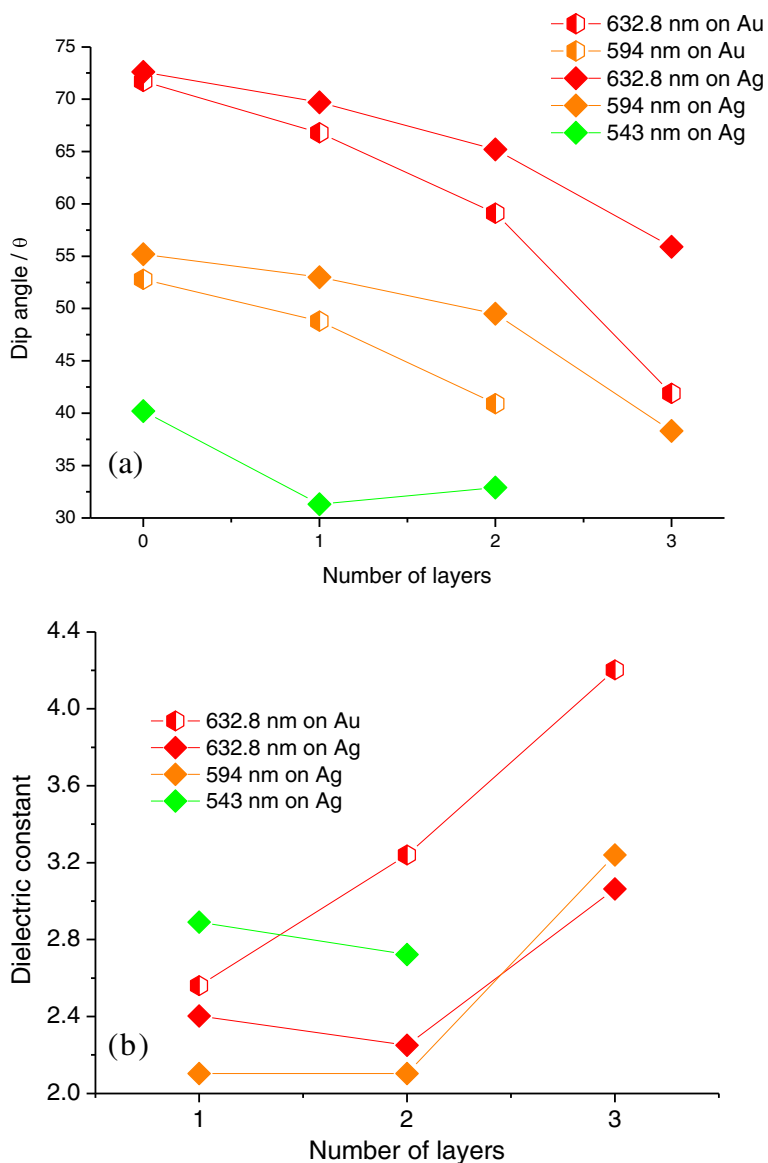 632.8 nm on Au
594 nm on Au
632.8 nm on Ag
594 nm on Ag
543 nm on Ag
75
70
65
60
55
50
45
40
35
30
Dip angle / θ
(a)
0
1
2
3
Number of layers
4.4
4.0
3.6
3.2
2.8
2.4
2.0
Dielectric constant
632.8 nm on Au
632.8 nm on Ag
594 nm on Ag
543 nm on Ag
(b)
1
2
3
Number of layers